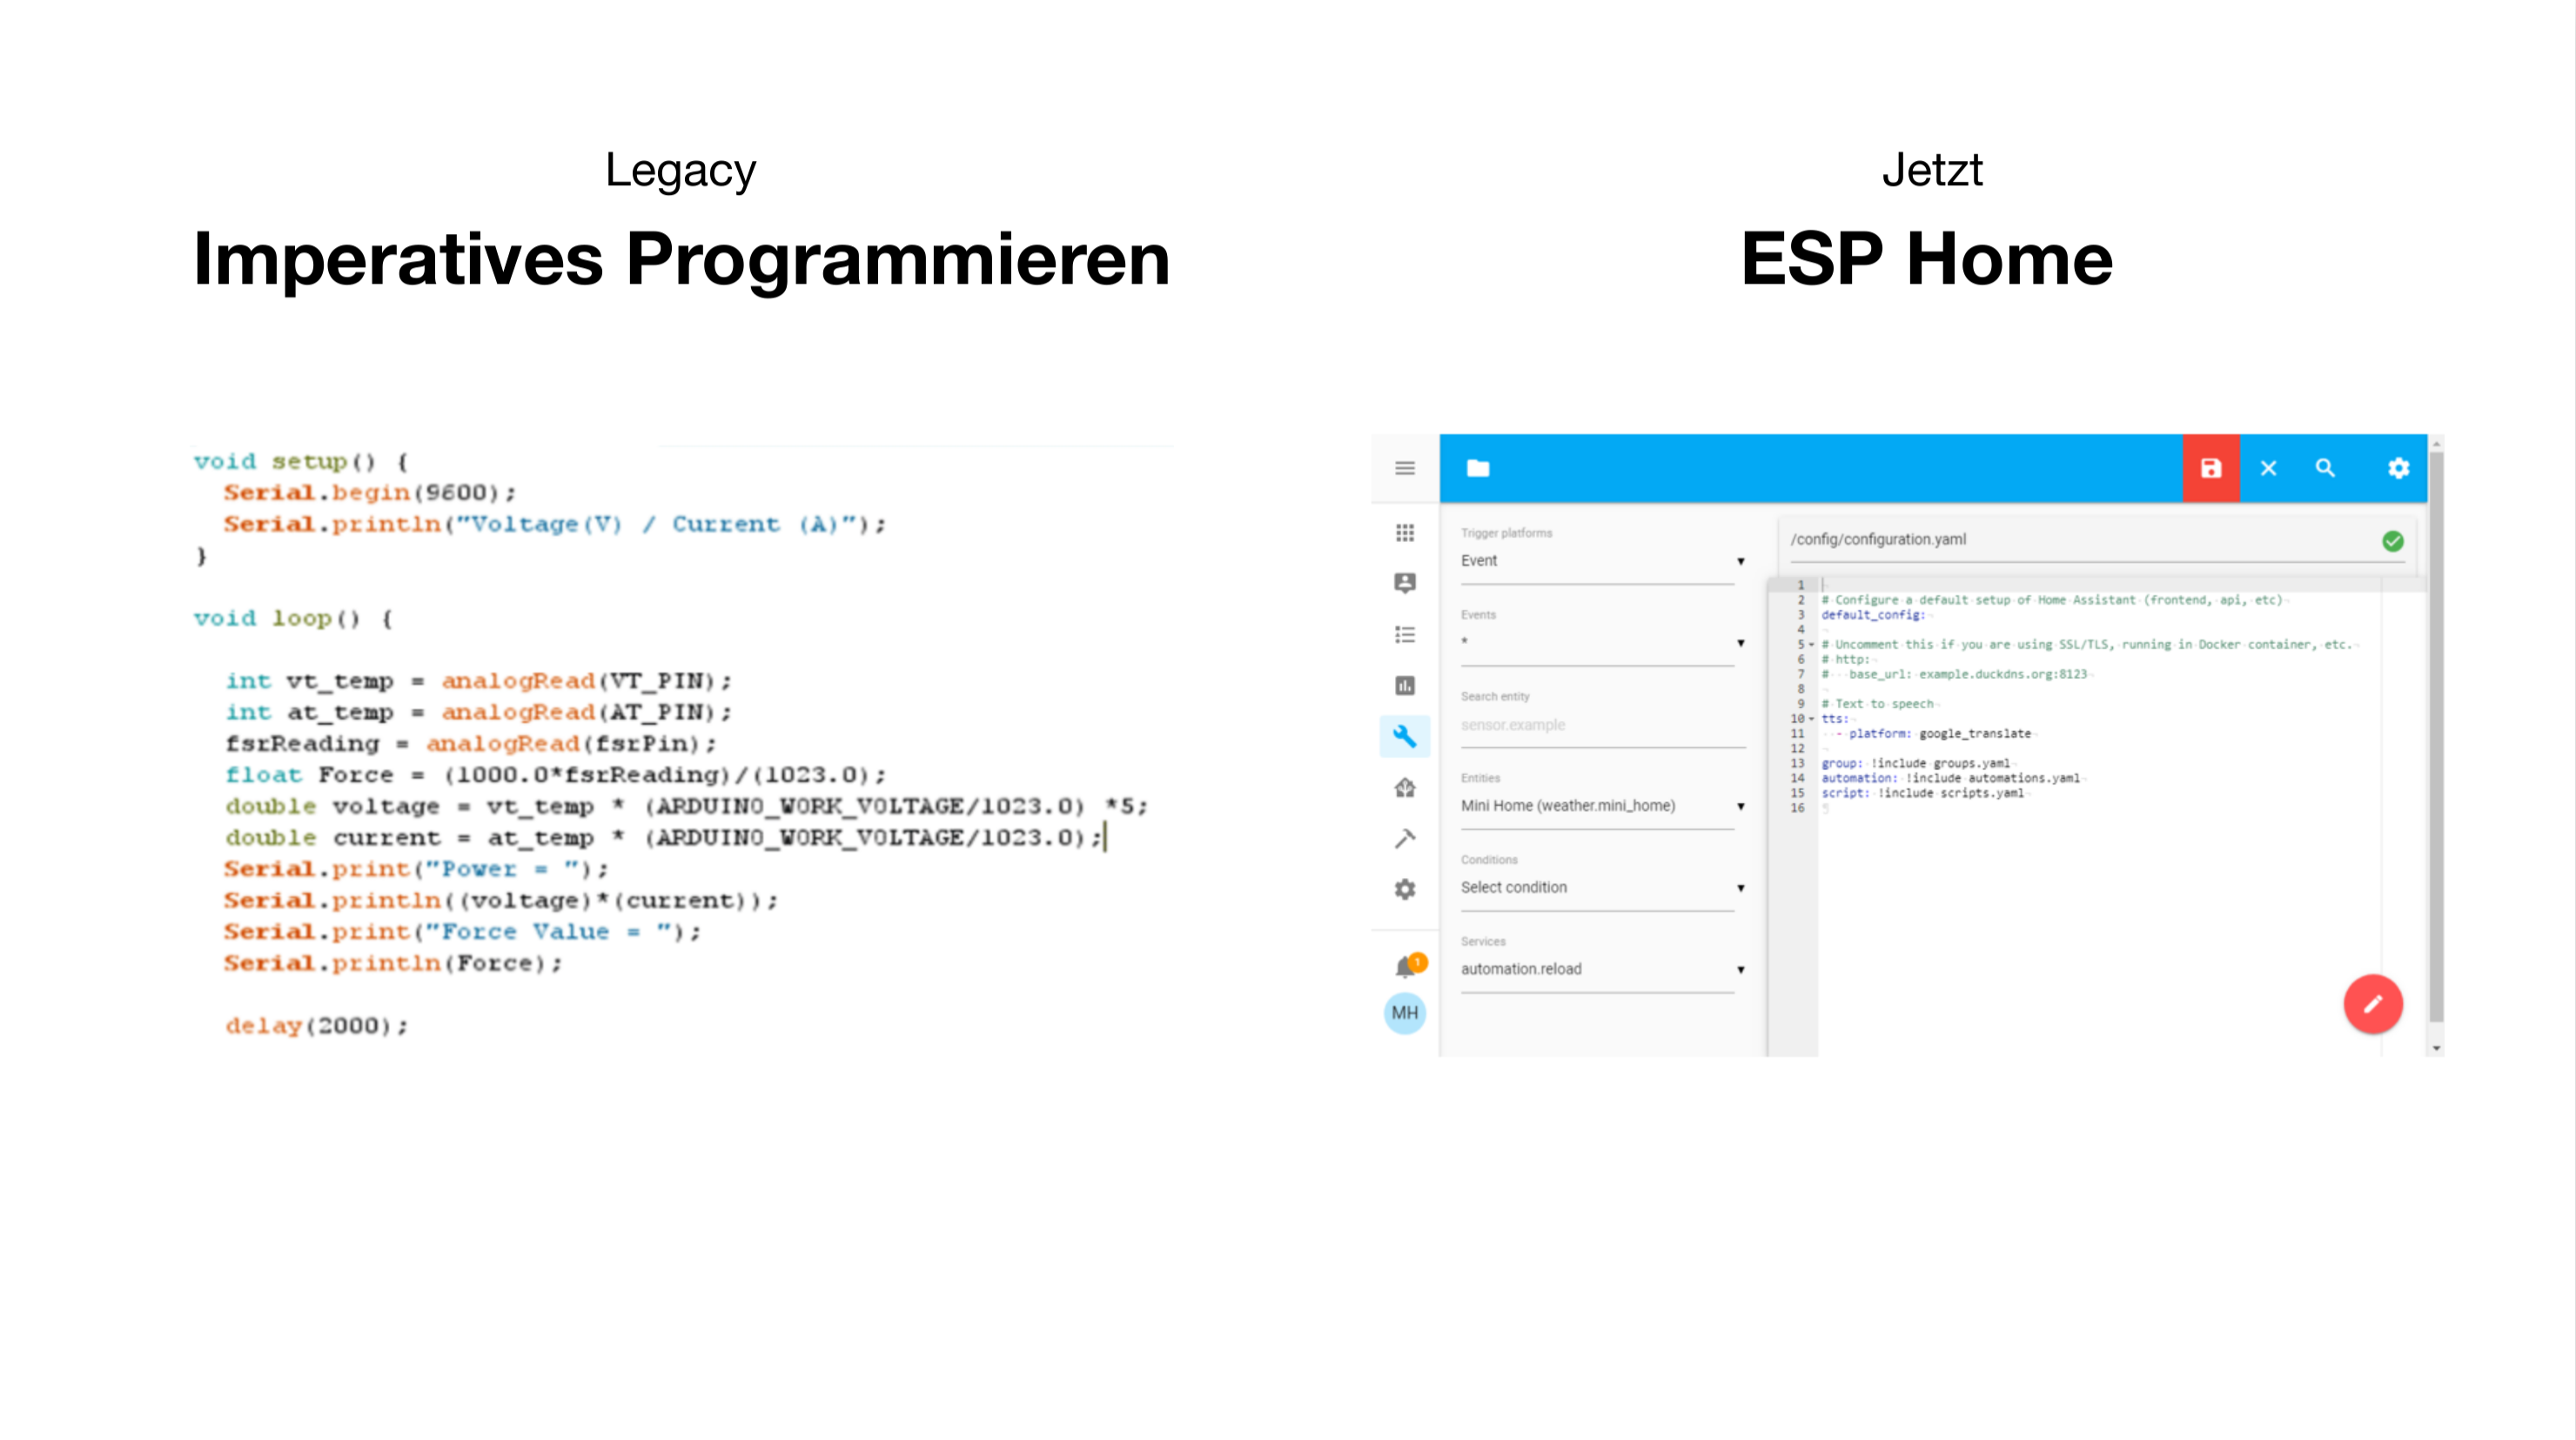 Legacy
Imperatives Programmieren
void setup() {
  Serial.begin(9600);
  Serial.println("Voltage(V) / Current (A)");
}
void loop() {
  int vt_temp = analogRead(VT_PIN);
  int at_temp = analogRead(AT_PIN);
  fsrReading = analogRead(fsrPin);
  float Force = (1000.0*fsrReading)/(1023.0);
  double voltage = vt_temp * (ARDUINO_WORK_VOLTAGE/1023.0) *5;
  double current = at_temp * (ARDUINO_WORK_VOLTAGE/1023.0);
  Serial.print("Power = ");
  Serial.println((voltage)*(current));
  Serial.print("Force Value = ");
  Serial.println(Force);
  delay(2000);
Jetzt
ESP Home
Trigger platforms
Event
Events
*
Search entity
sensor.example
Entities
Mini Home (weather.mini_home)
Conditions
Select condition
Services
automation.reload
1
MH
/config/configuration.yaml
1
2 # Configure a default setup of Home Assistant (frontend, api, etc)
3 default_config:
4
5 # Uncomment this if you are using SSL/TLS, running in Docker container, etc.
6 # http:
7 #   base_url: example.duckdns.org:8123
8
9 # Text to speech
10 tts:
11   - platform: google_translate
12
13 group: !include groups.yaml
14 automation: !include automations.yaml
15 script: !include scripts.yaml
16